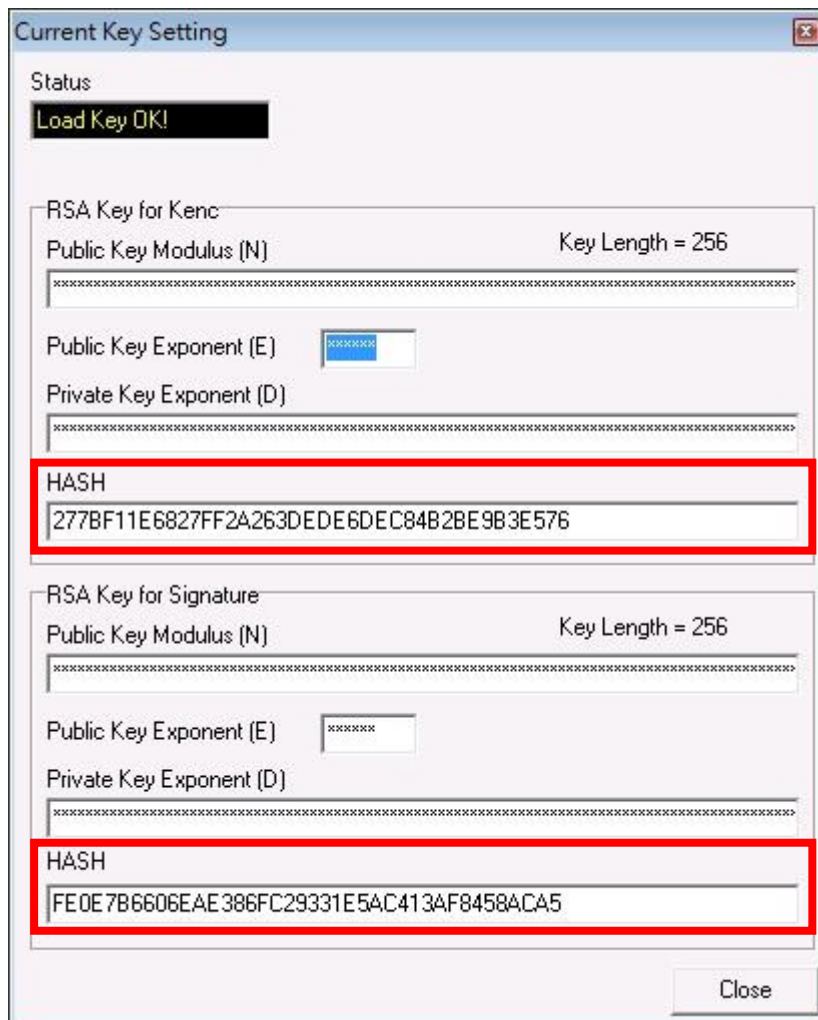 Current Key Setting
Status
Load Key OK!
RSA Key for Kenc
Public Key Modulus (N) Key Length = 256
Public Key Exponent (E) ******
Private Key Exponent (D)
HASH
277BF11E6827FF2A263DEDE6DEC84B2BE9B3E576
RSA Key for Signature
Public Key Modulus (N) Key Length = 256
Public Key Exponent (E) ******
Private Key Exponent (D)
HASH
FE0E7B6606EAE386FC29331E5AC413AF8458ACA5
Close